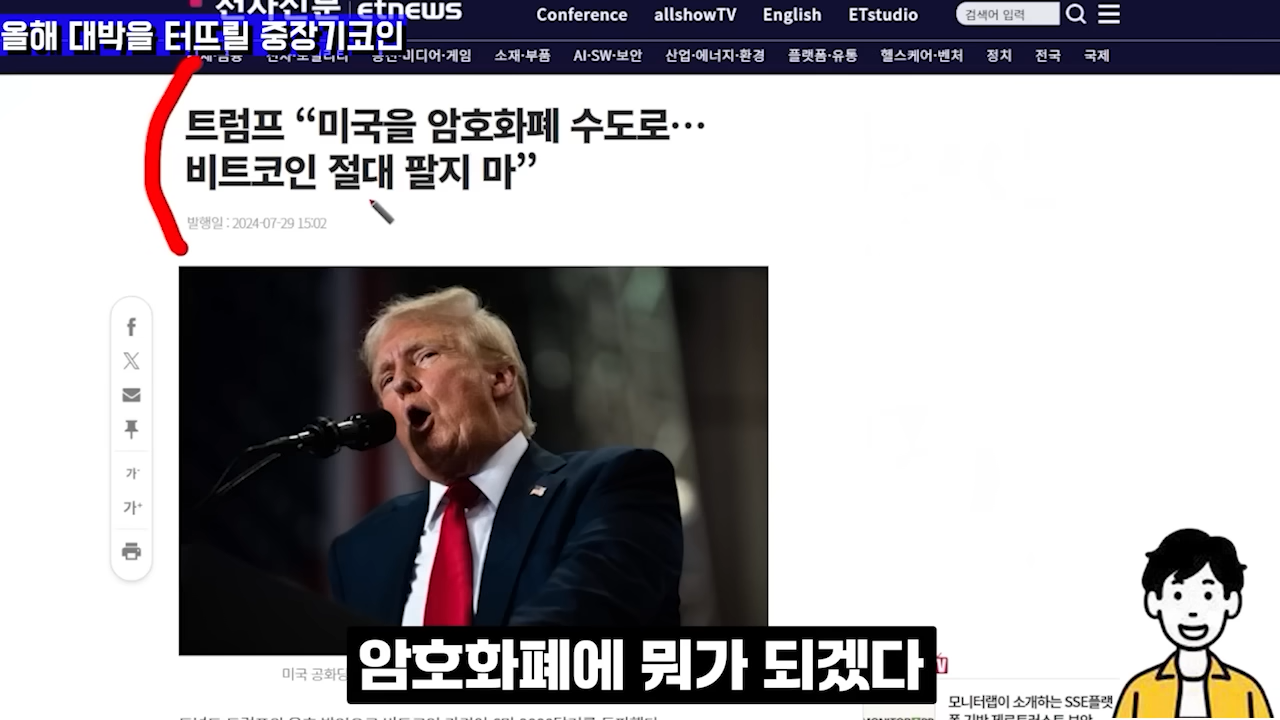 전자신문 etnews
Conference allshowTV English ETstudio
검색어 입력
올해 대박을 터뜨릴 중장기코인
소재·부품 AI·SW·보안 산업·에너지·환경 플랫폼·유통 헬스케어·벤처 정치 전국 국제
트럼프 “미국을 암호화폐 수도로…
비트코인 절대 팔지 마”
발행일 : 2024-07-29 15:02
가-
가+
암호화폐에 뭐가 되겠다
미국 공화당
모니터랩이 소개하는 SSE플랫